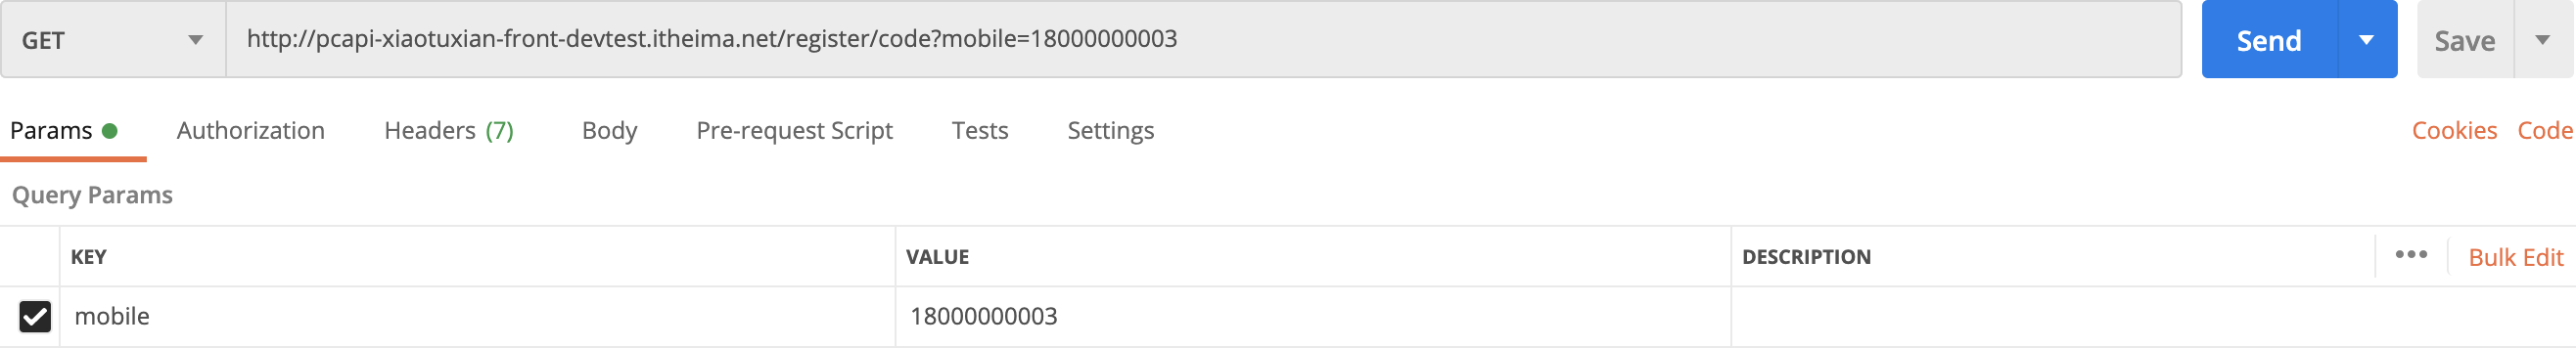 GET http://pcapi-xiaotuxian-front-devtest.itheima.net/register/code?mobile=18000000003 Send Save
Params Authorization Headers (7) Body Pre-request Script Tests Settings Cookies Code
Query Params
KEY VALUE DESCRIPTION ••• Bulk Edit
mobile 18000000003